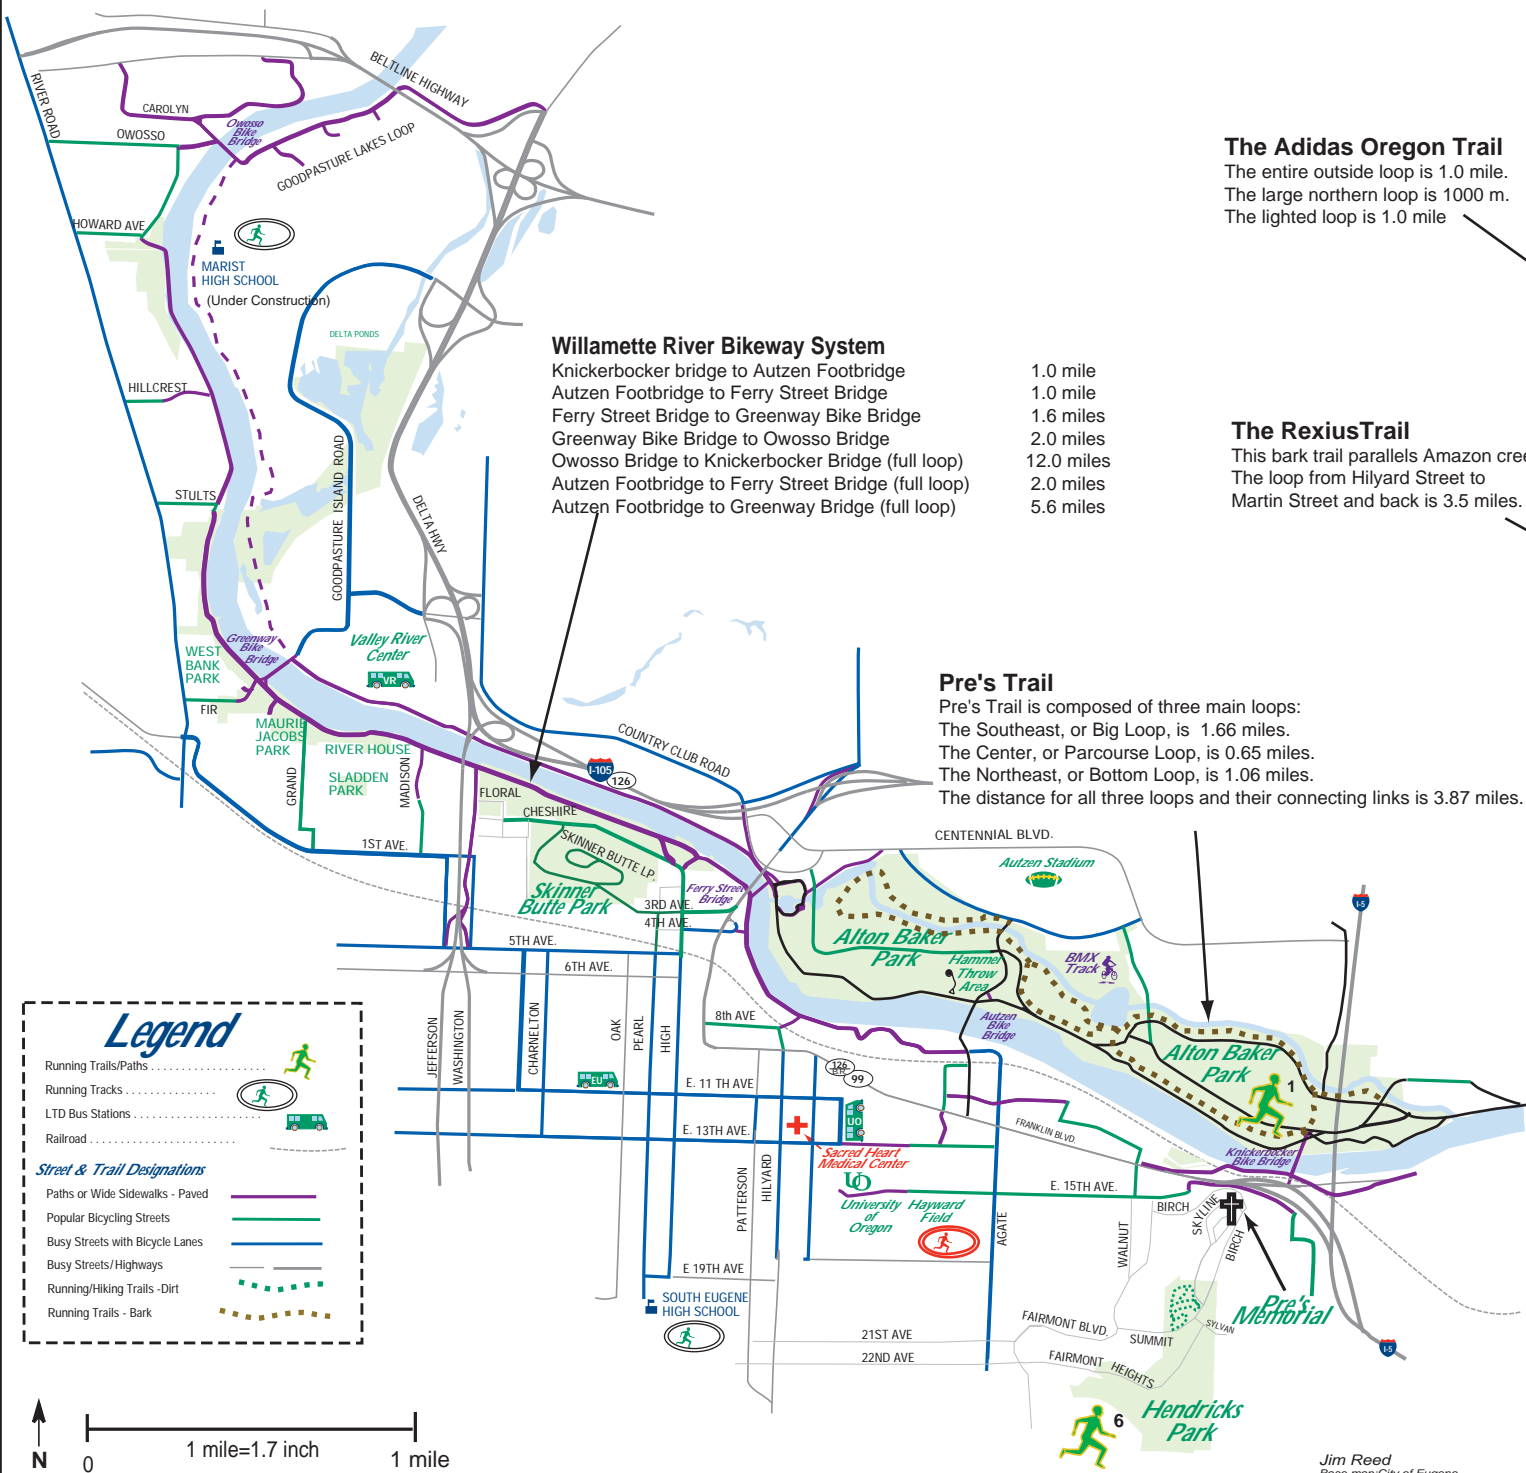 BELTLINE HIGHWAY
RIVER ROAD
CAROLYN
OWOSSO
Owosso
Bike
Bridge
GOODPASTURE LAKES LOOP
HOWARD AVE
MARIST
HIGH SCHOOL
(Under Construction)
DELTA PONDS
HILLCREST
STULTS
GOODPASTURE ISLAND ROAD
DELTA HWY
The Adidas Oregon Trail
The entire outside loop is 1.0 mile.
The large northern loop is 1000 m.
The lighted loop is 1.0 mile
Willamette River Bikeway System
Knickerbocker bridge to Autzen Footbridge 1.0 mile
Autzen Footbridge to Ferry Street Bridge 1.0 mile
Ferry Street Bridge to Greenway Bike Bridge 1.6 miles
Greenway Bike Bridge to Owosso Bridge 2.0 miles
Owosso Bridge to Knickerbocker Bridge (full loop) 12.0 miles
Autzen Footbridge to Ferry Street Bridge (full loop) 2.0 miles
Autzen Footbridge to Greenway Bridge (full loop) 5.6 miles
The RexiusTrail
This bark trail parallels Amazon cree
The loop from Hilyard Street to
Martin Street and back is 3.5 miles.
Greenway
Bike
Bridge
Valley River
Center
VR
WEST
BANK
PARK
FIR
MAURIE
JACOBS
PARK
RIVER HOUSE
SLADDEN
PARK
GRAND
MADISON
1ST AVE.
Pre's Trail
Pre's Trail is composed of three main loops:
The Southeast, or Big Loop, is 1.66 miles.
The Center, or Parcourse Loop, is 0.65 miles.
The Northeast, or Bottom Loop, is 1.06 miles.
The distance for all three loops and their connecting links is 3.87 miles.
COUNTRY CLUB ROAD
I-105
126
FLORAL
CHESHIRE
SKINNER BUTTE LP.
Skinner
Butte Park
Ferry Street
Bridge
3RD AVE.
4TH AVE.
5TH AVE.
6TH AVE.
CENTENNIAL BLVD.
Autzen Stadium
I-5
Alton Baker
Park
Hammer
Throw
Area
BMX
Track
Autzen
Bike
Bridge
Alton Baker
Park
1
8th AVE
JEFFERSON
WASHINGTON
CHARNELTON
OAK
PEARL
HIGH
EU
E. 11 TH AVE
E. 13TH AVE.
126
B.R.
99
UO
FRANKLIN BLVD.
Knickerbocker
Bike Bridge
Sacred Heart
Medical Center
UO
University
of
Oregon
Hayward
Field
E. 15TH AVE.
PATTERSON
HILYARD
AGATE
WALNUT
BIRCH
SKYLINE
BIRCH
E 19TH AVE
SOUTH EUGENE
HIGH SCHOOL
Pre's
Memorial
21ST AVE
22ND AVE
FAIRMONT BLVD.
SUMMIT
SYLVAN
FAIRMONT HEIGHTS
I-5
6
Hendricks
Park
Legend
Running Trails/Paths
Running Tracks
LTD Bus Stations
Railroad
Street & Trail Designations
Paths or Wide Sidewalks - Paved
Popular Bicycling Streets
Busy Streets with Bicycle Lanes
Busy Streets/Highways
Running/Hiking Trails -Dirt
Running Trails - Bark
N
0
1 mile=1.7 inch
1 mile
Jim Reed
Base map:City of Eugene